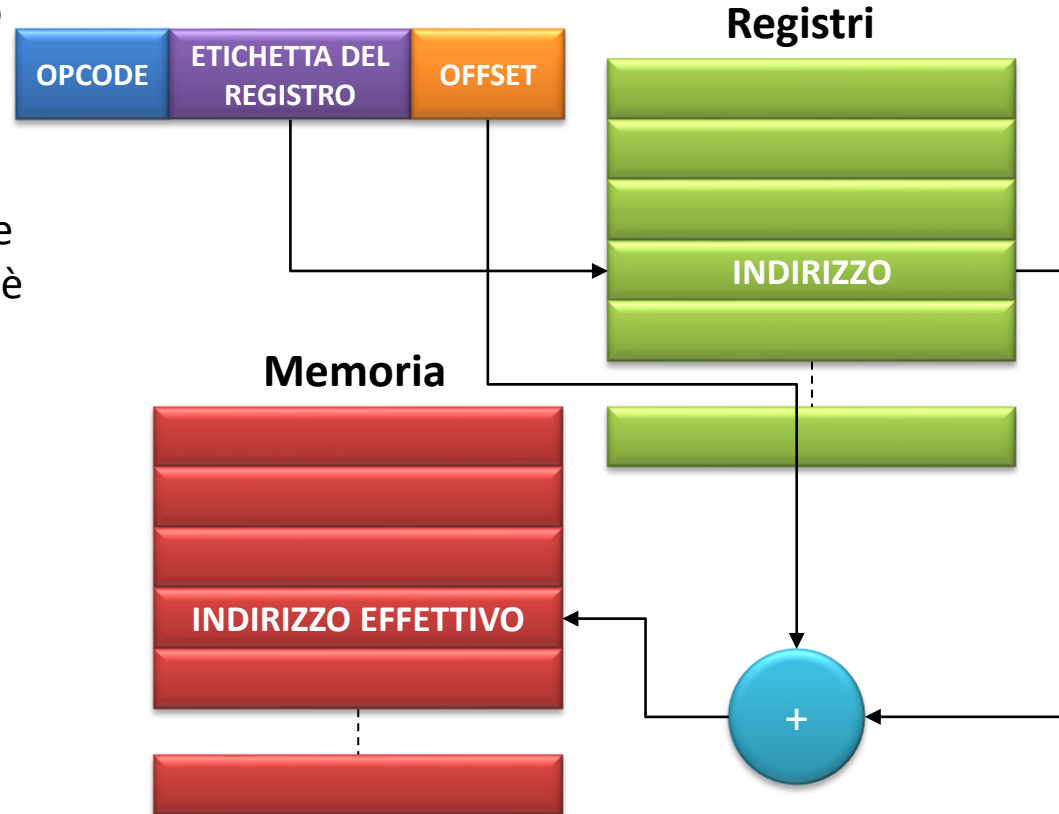 Registri
OPCODE
ETICHETTA DEL
REGISTRO
OFFSET
e
è
INDIRIZZO
Memoria
INDIRIZZO EFFETTIVO
+